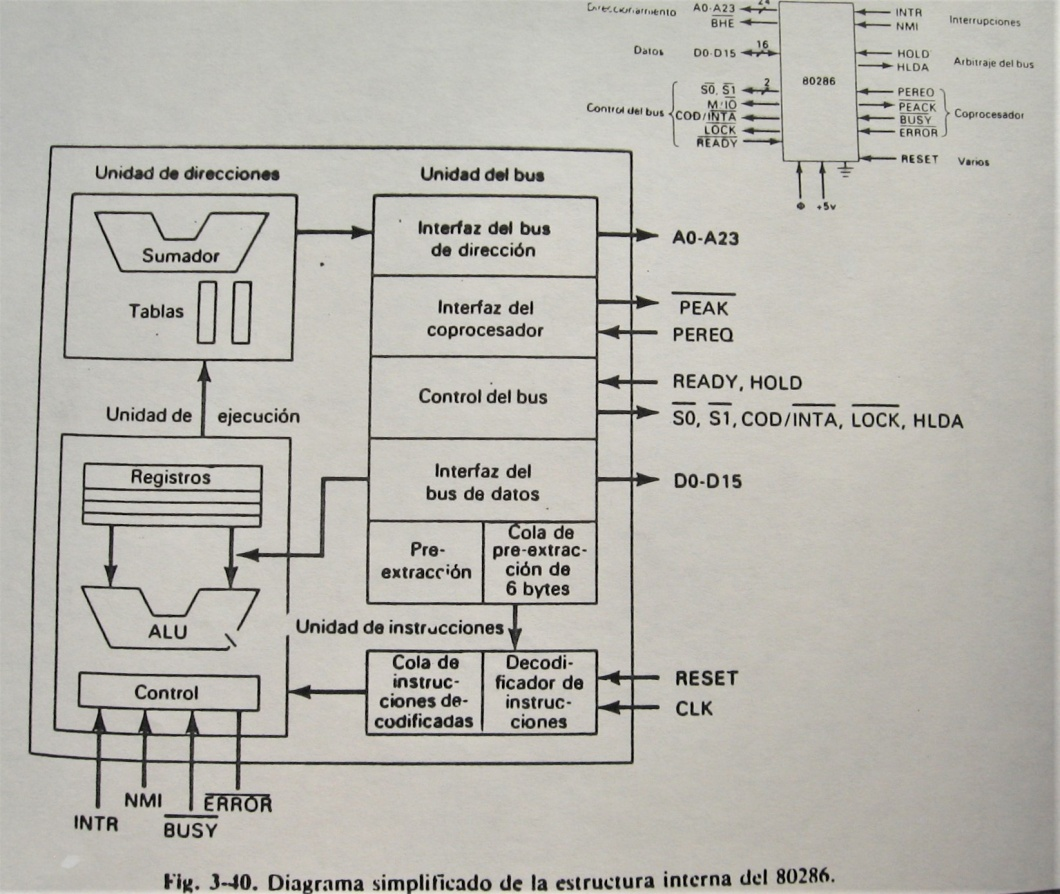 Direccionamiento
A0-A23
24
BHE
INTR
NMI
Interrupciones
Datos
D0-D15
16
80286
HOLD
HLDA
Arbitraje del bus
Control del bus
S0, S1
2
M/IO
COD/INTA
LOCK
READY
PEREQ
PEACK
BUSY
ERROR
Coprocesador
RESET
Varios
Φ
+5v
Unidad de direcciones
Unidad del bus
Sumador
Tablas
Interfaz del bus
de dirección
A0-A23
Interfaz del
coprocesador
PEAK
PEREQ
Control del bus
READY, HOLD
S0, S1, COD/INTA, LOCK, HLDA
Interfaz del
bus de datos
D0-D15
Pre-
extracción
Cola de
pre-extrac-
ción de
6 bytes
Unidad de ejecución
Registros
ALU
Control
Unidad de instrucciones
Cola de
instruc-
ciones de-
codificadas
Decodi-
ficador de
instruc-
ciones
RESET
CLK
INTR
NMI
BUSY
ERROR
Fig. 3-40. Diagrama simplificado de la estructura interna del 80286.